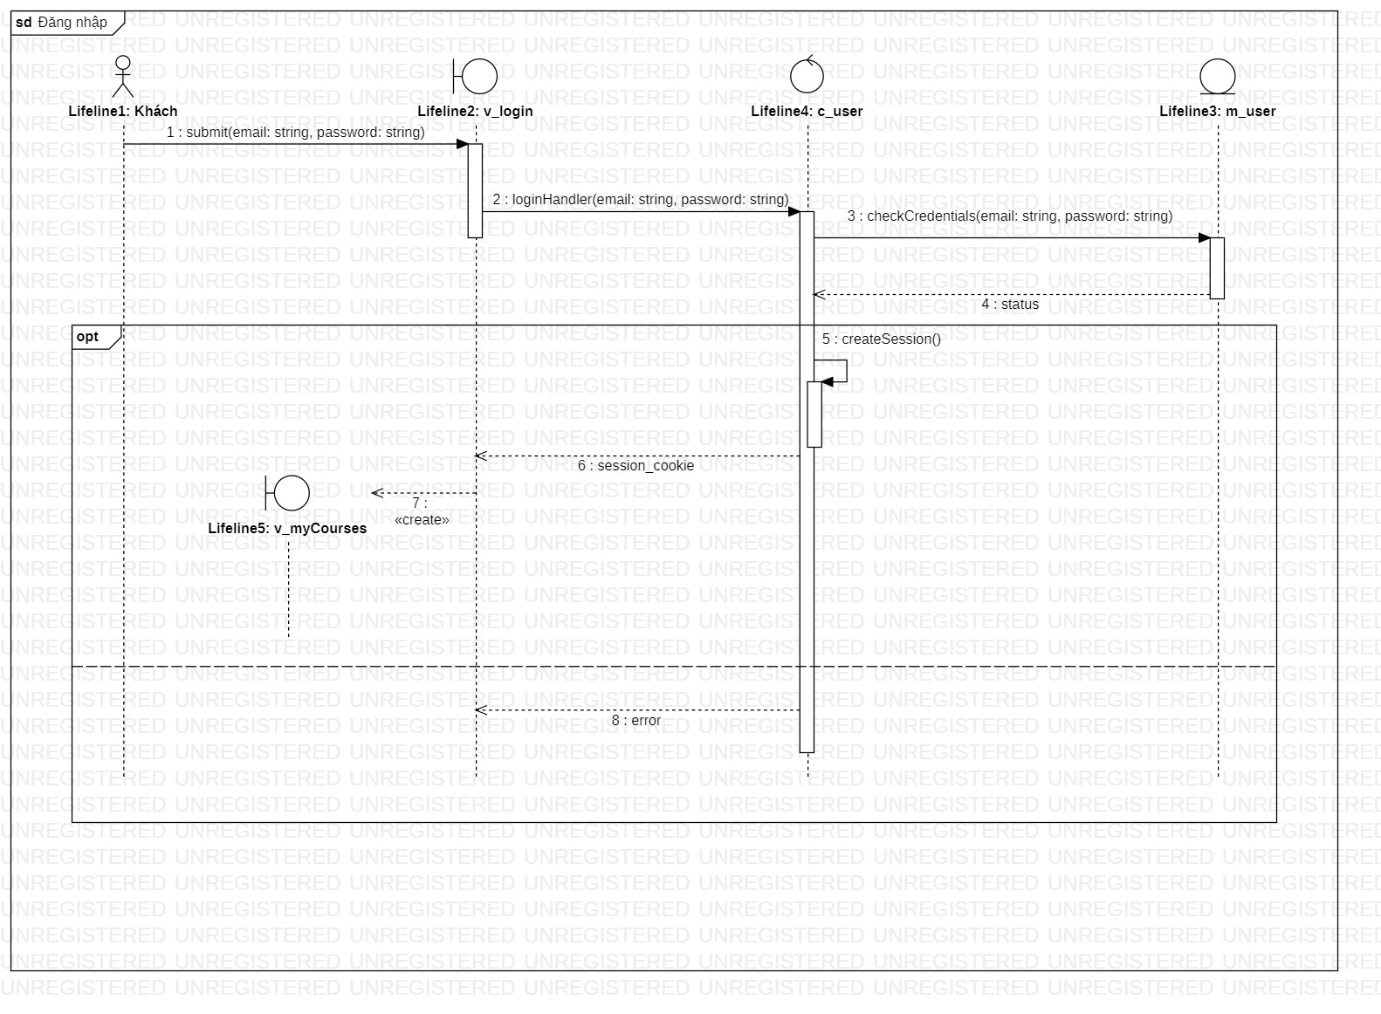 sd Đăng nhập
Lifeline1: Khách
Lifeline2: v_login
Lifeline4: c_user
Lifeline3: m_user
1 : submit(email: string, password: string)
2 : loginHandler(email: string, password: string)
3 : checkCredentials(email: string, password: string)
4 : status
opt
5 : createSession()
6 : session_cookie
7 :
«create»
Lifeline5: v_myCourses
8 : error
UNREGISTERED